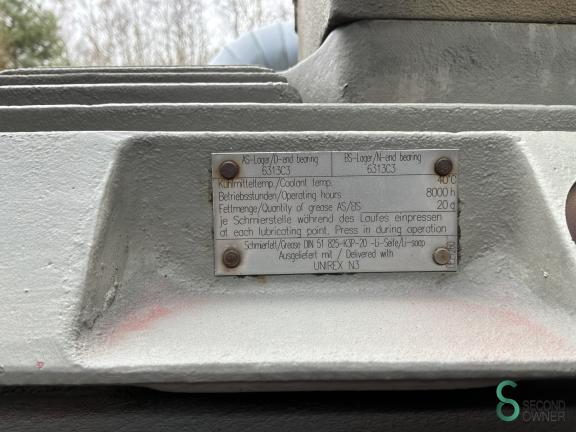 AS-Lager/D-end bearing
6313C3
BS-Lager/N-end bearing
6313C3
Kühlmitteltemp./Coolant temp. 40°C
Betriebsstunden/Operating hours 8000 h
Fettmenge/Quantity of grease AS/BS 20 g
je Schmierstelle während des Laufes einpressen
at each lubricating point. Press in during operation
Schmierfett/Grease DIN 51 825-K3P-20 -Li-Seife/Li-soap
Ausgeliefert mit / Delivered with
UNIREX N3
SECOND
OWNER